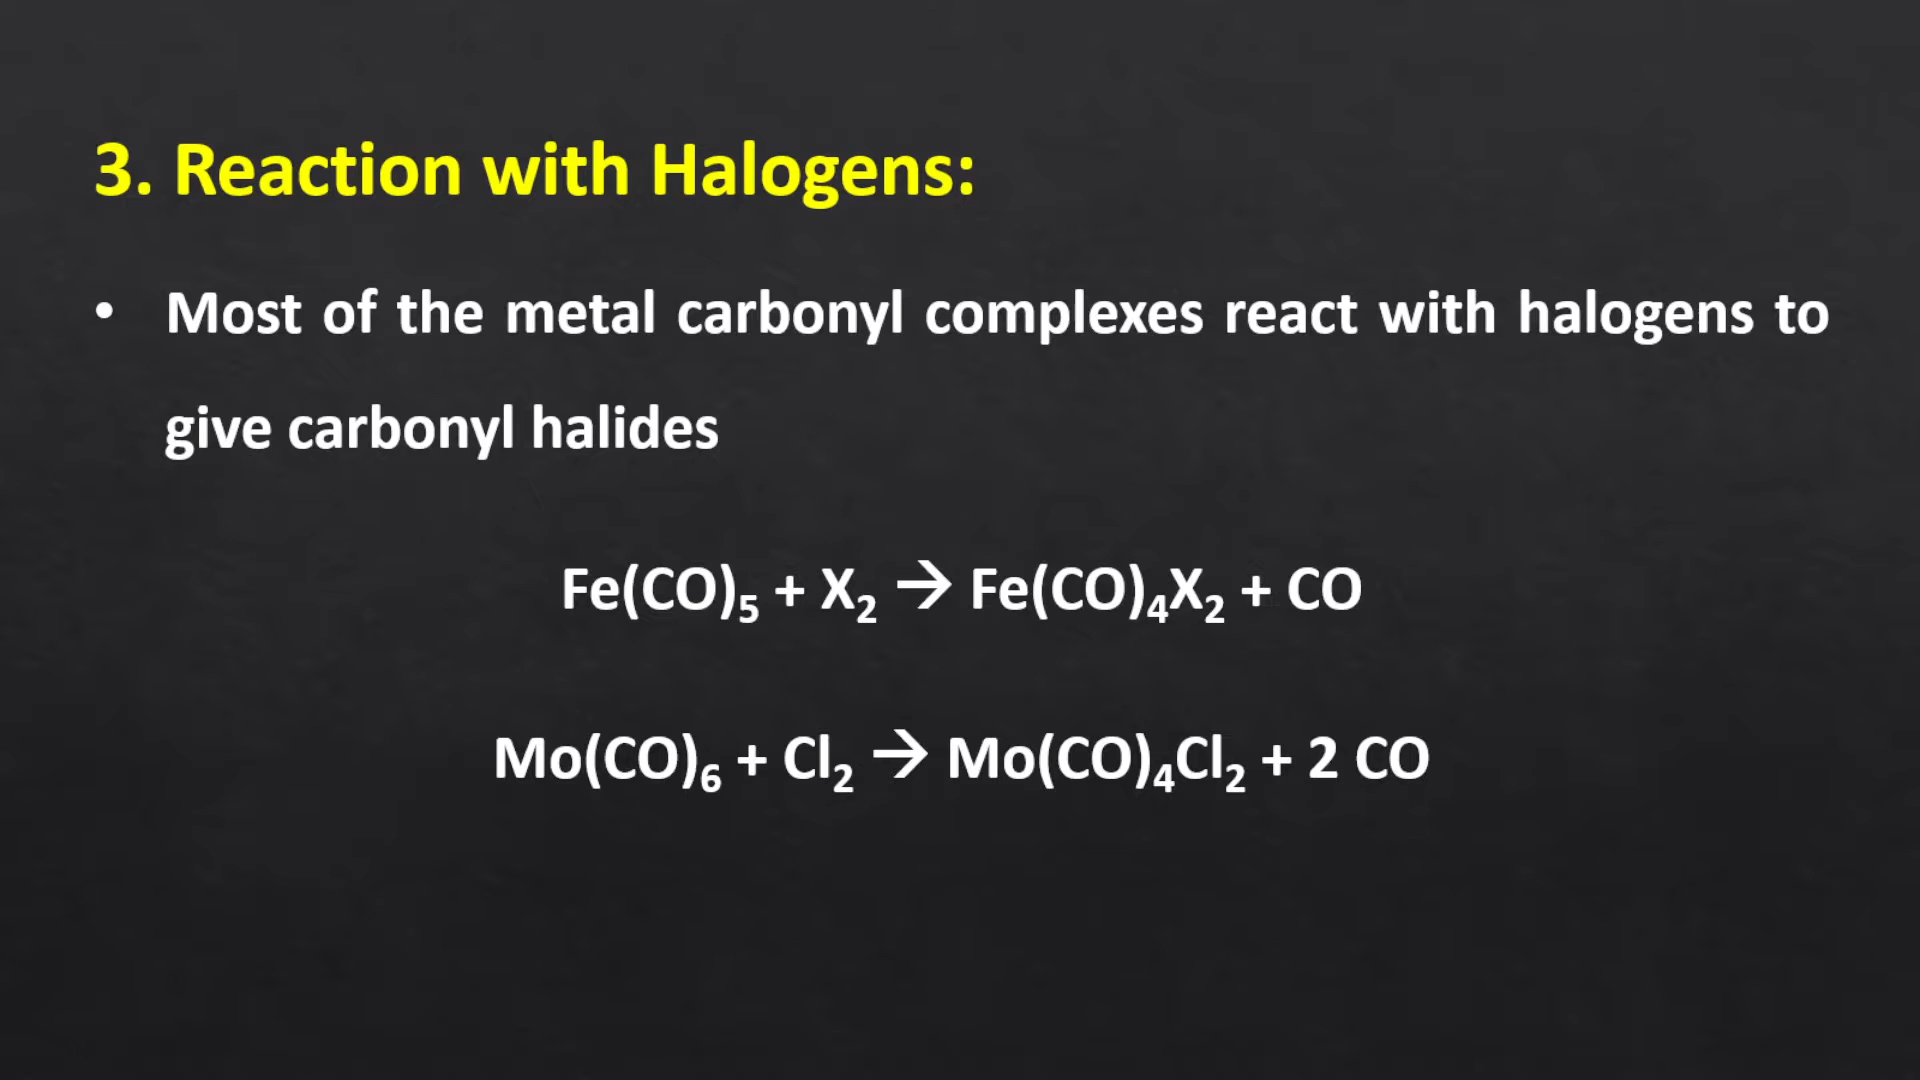 3. Reaction with Halogens:
• Most of the metal carbonyl complexes react with halogens to
give carbonyl halides
Fe(CO)₅ + X₂ → Fe(CO)₄X₂ + CO
Mo(CO)₆ + Cl₂ → Mo(CO)₄Cl₂ + 2 CO